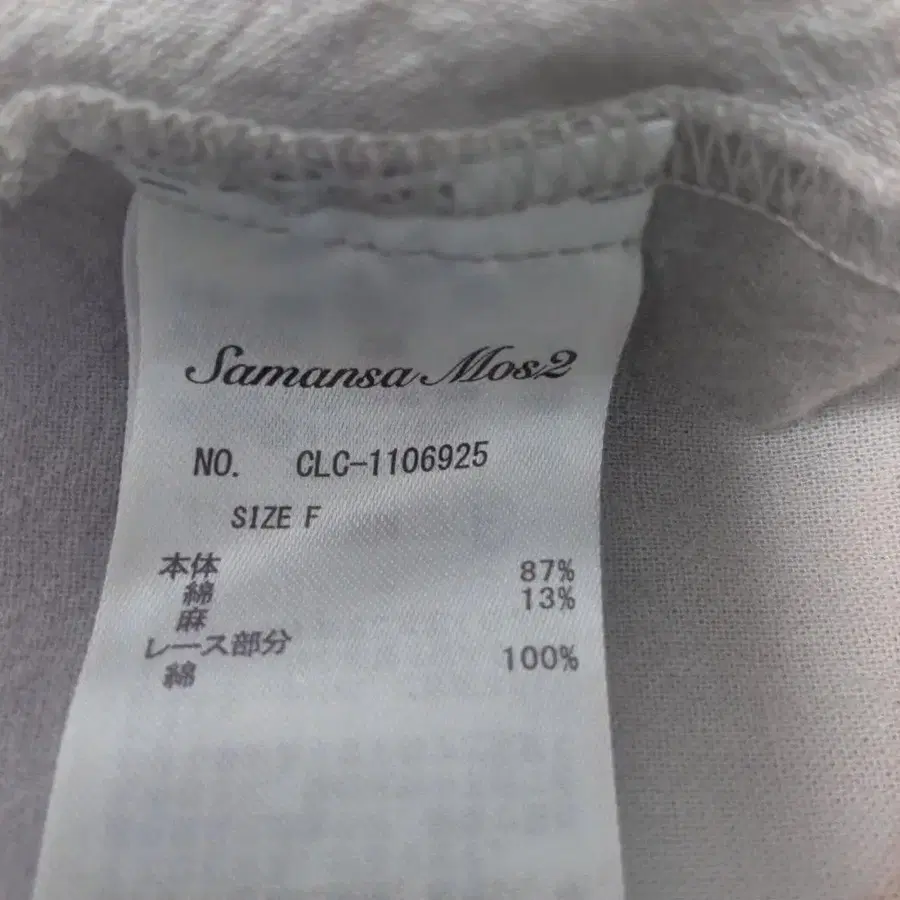 Samansa Mos2
NO. CLC-1106925
SIZE F
本体
綿 87%
麻 13%
レース部分
綿 100%